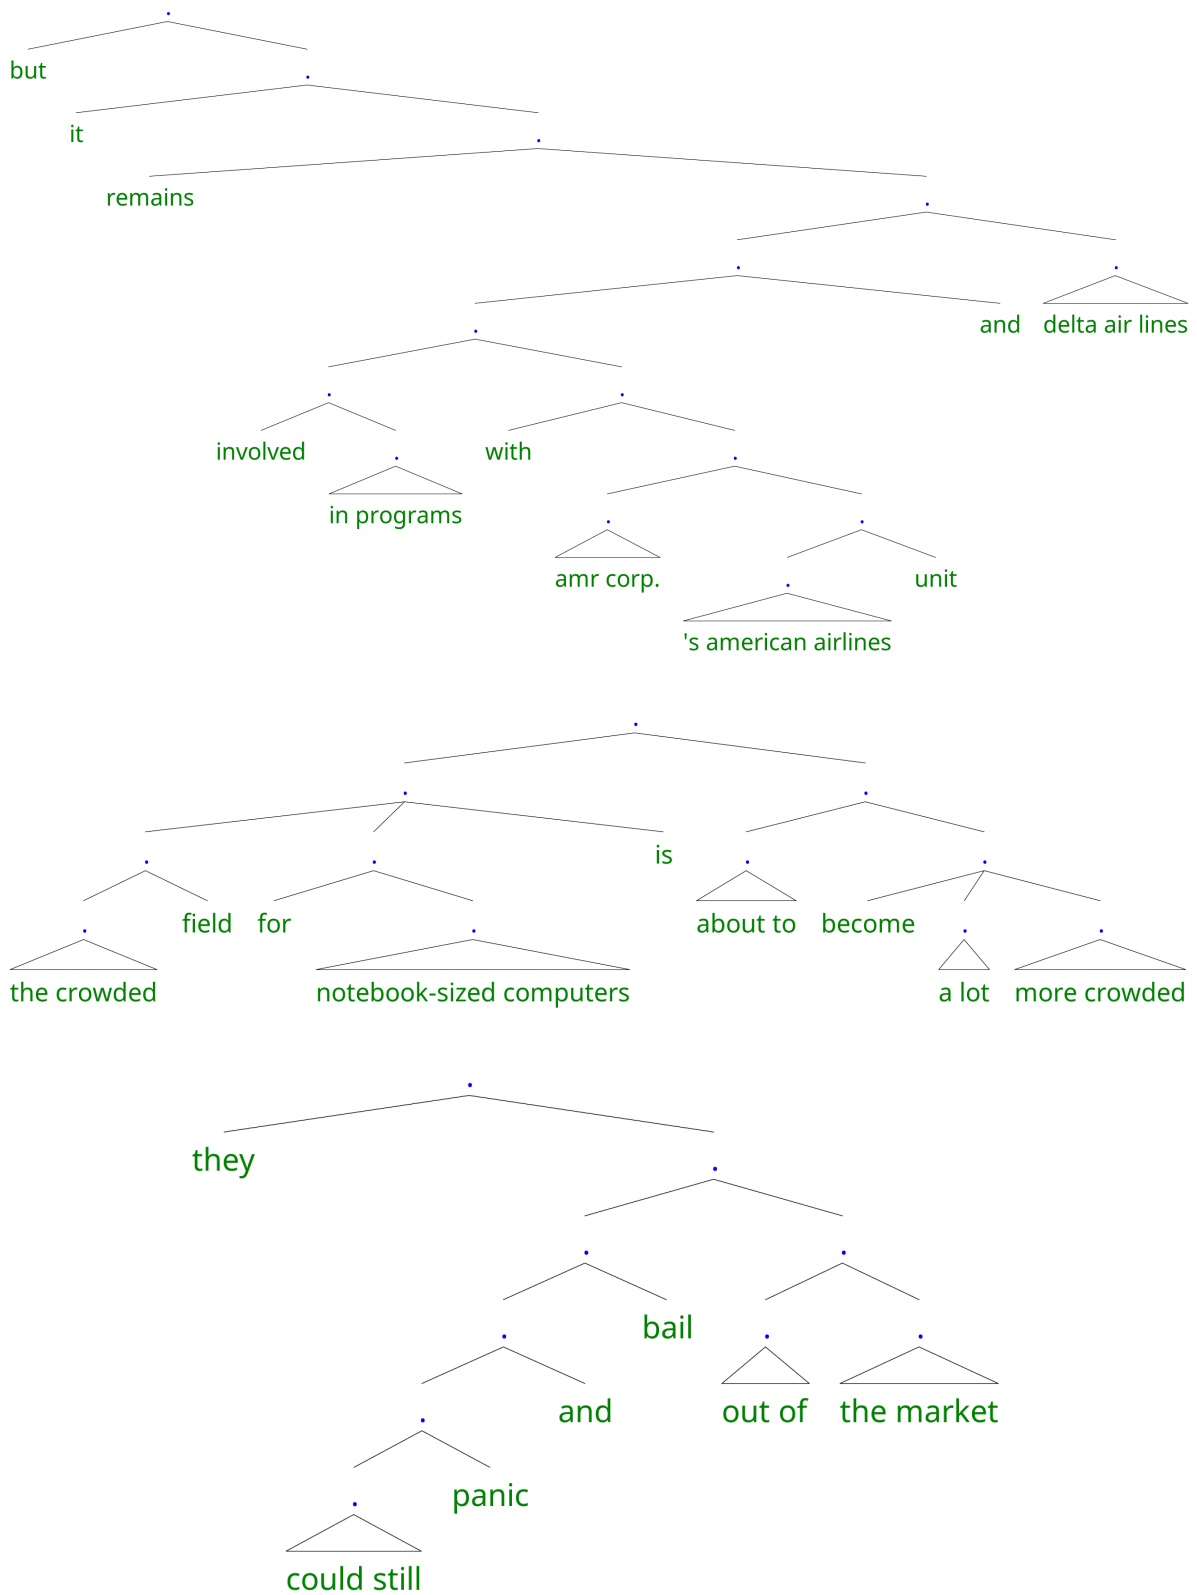 but
it
remains
and delta air lines
involved with
in programs
amr corp. unit
's american airlines
is
field for about to become
the crowded notebook-sized computers a lot more crowded
they
bail
and out of the market
panic
could still